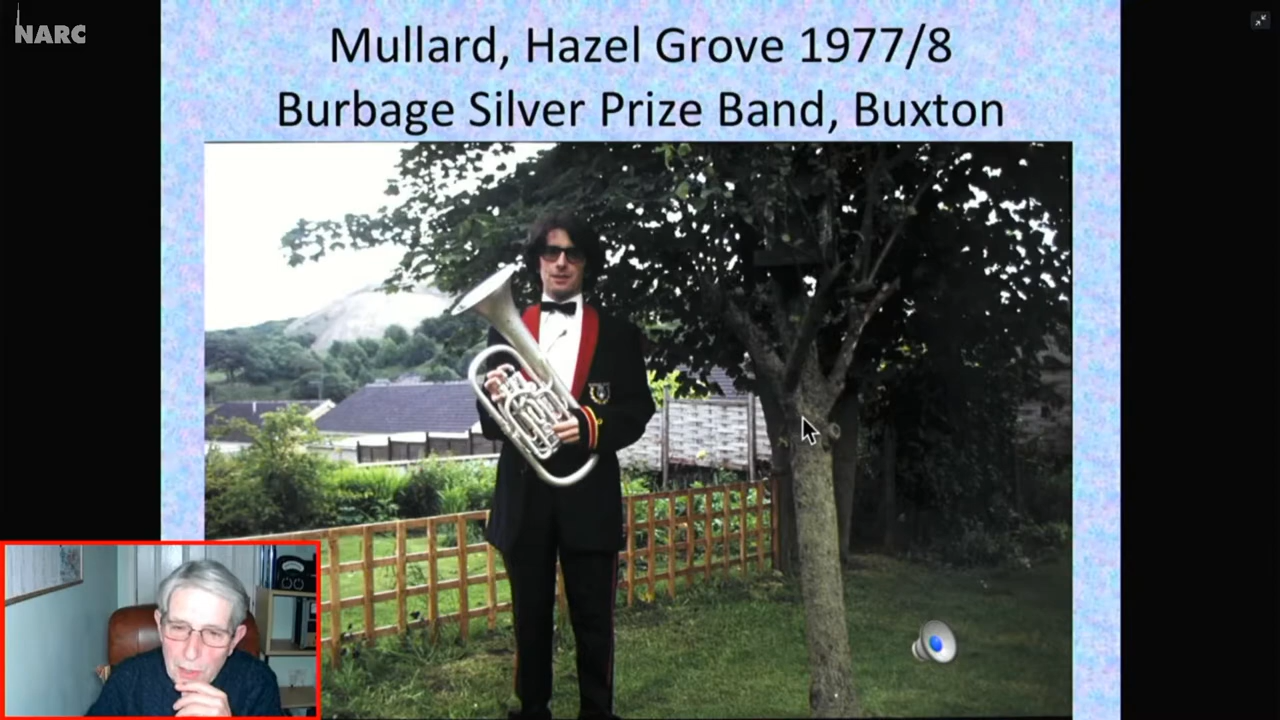 NARC
Mullard, Hazel Grove 1977/8
Burbage Silver Prize Band, Buxton